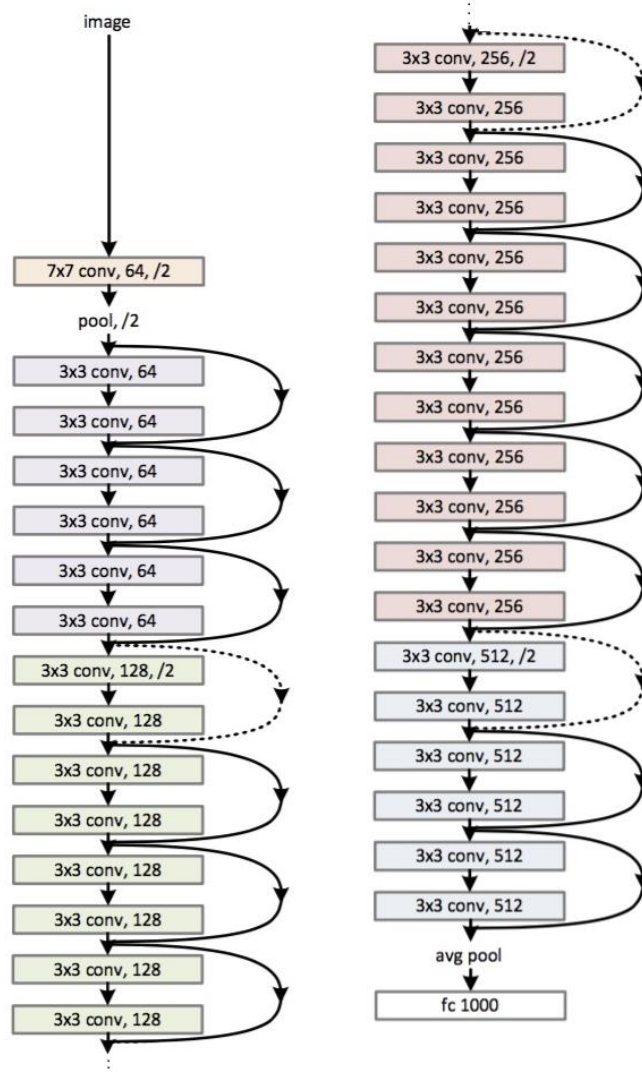 image
7x7 conv, 64, /2
pool, /2
3x3 conv, 64
3x3 conv, 64
3x3 conv, 64
3x3 conv, 64
3x3 conv, 64
3x3 conv, 64
3x3 conv, 128, /2
3x3 conv, 128
3x3 conv, 128
3x3 conv, 128
3x3 conv, 128
3x3 conv, 128
3x3 conv, 128
3x3 conv, 128
3x3 conv, 256, /2
3x3 conv, 256
3x3 conv, 256
3x3 conv, 256
3x3 conv, 256
3x3 conv, 256
3x3 conv, 256
3x3 conv, 256
3x3 conv, 256
3x3 conv, 256
3x3 conv, 256
3x3 conv, 256
3x3 conv, 512, /2
3x3 conv, 512
3x3 conv, 512
3x3 conv, 512
3x3 conv, 512
3x3 conv, 512
avg pool
fc 1000